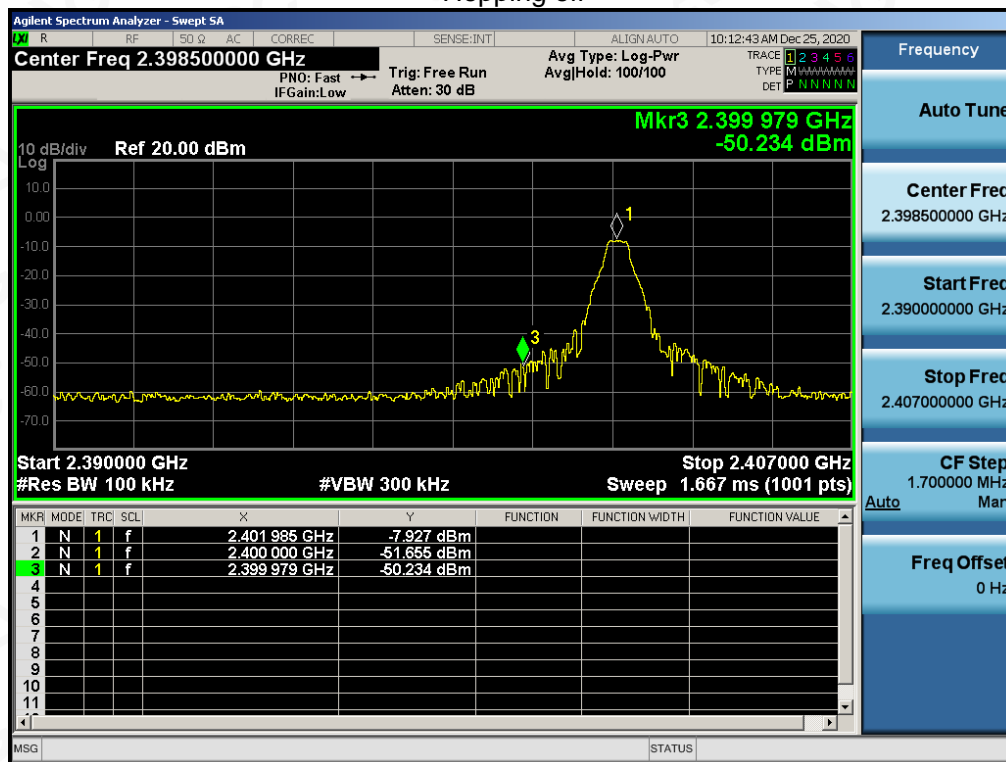 Agilent Spectrum Analyzer - Swept SA
LXI R RF 50 Ω AC CORREC SENSE:INT ALIGNAUTO 10:12:43 AM Dec 25, 2020
Center Freq 2.398500000 GHz
PNO: Fast
IFGain:Low
Trig: Free Run
Atten: 30 dB
Avg Type: Log-Pwr
Avg|Hold: 100/100
TRACE 1 2 3 4 5 6
TYPE M WWWWW
DET P N N N N N
Mkr3 2.399 979 GHz
-50.234 dBm
10 dB/div Ref 20.00 dBm
Log
10.0
0.00
-10.0
-20.0
-30.0
-40.0
-50.0
-60.0
-70.0
1
3
Start 2.390000 GHz Stop 2.407000 GHz
#Res BW 100 kHz #VBW 300 kHz Sweep 1.667 ms (1001 pts)
MKR MODE TRC SCL X Y FUNCTION FUNCTION WIDTH FUNCTION VALUE
1 N 1 f 2.401 985 GHz -7.927 dBm
2 N 1 f 2.400 000 GHz -51.655 dBm
3 N 1 f 2.399 979 GHz -50.234 dBm
4
5
6
7
8
9
10
11
MSG STATUS
Frequency
Auto Tune
Center Freq
2.398500000 GHz
Start Freq
2.390000000 GHz
Stop Freq
2.407000000 GHz
CF Step
1.700000 MHz
Auto Man
Freq Offset
0 Hz